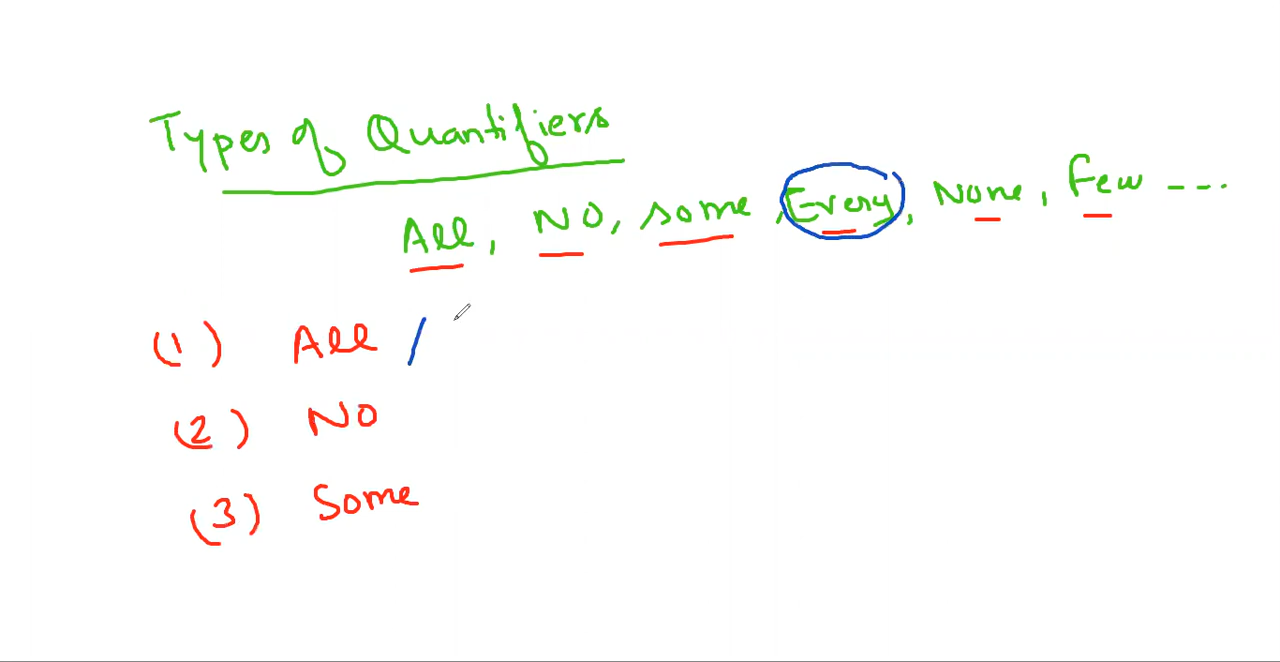 Types of Quantifiers
All, NO, some, Every, None, Few ---
(1) All /
(2) NO
(3) Some